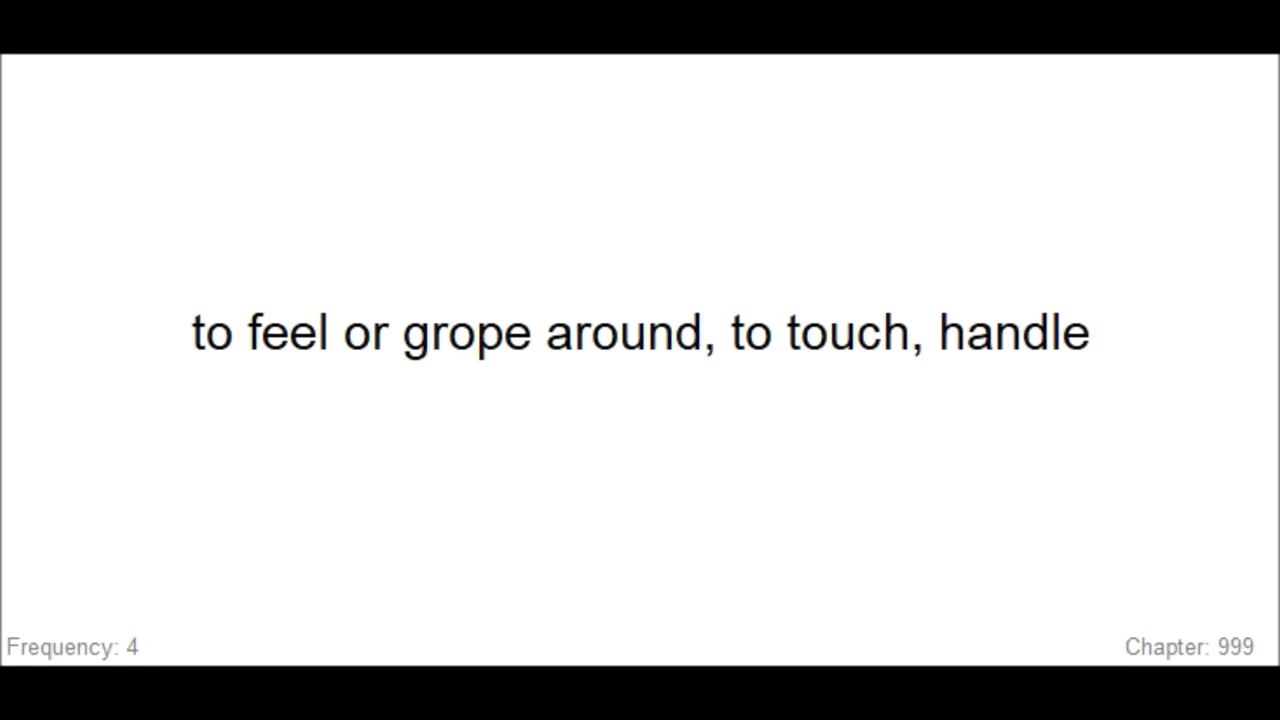 to feel or grope around, to touch, handle
Frequency: 4
Chapter: 999